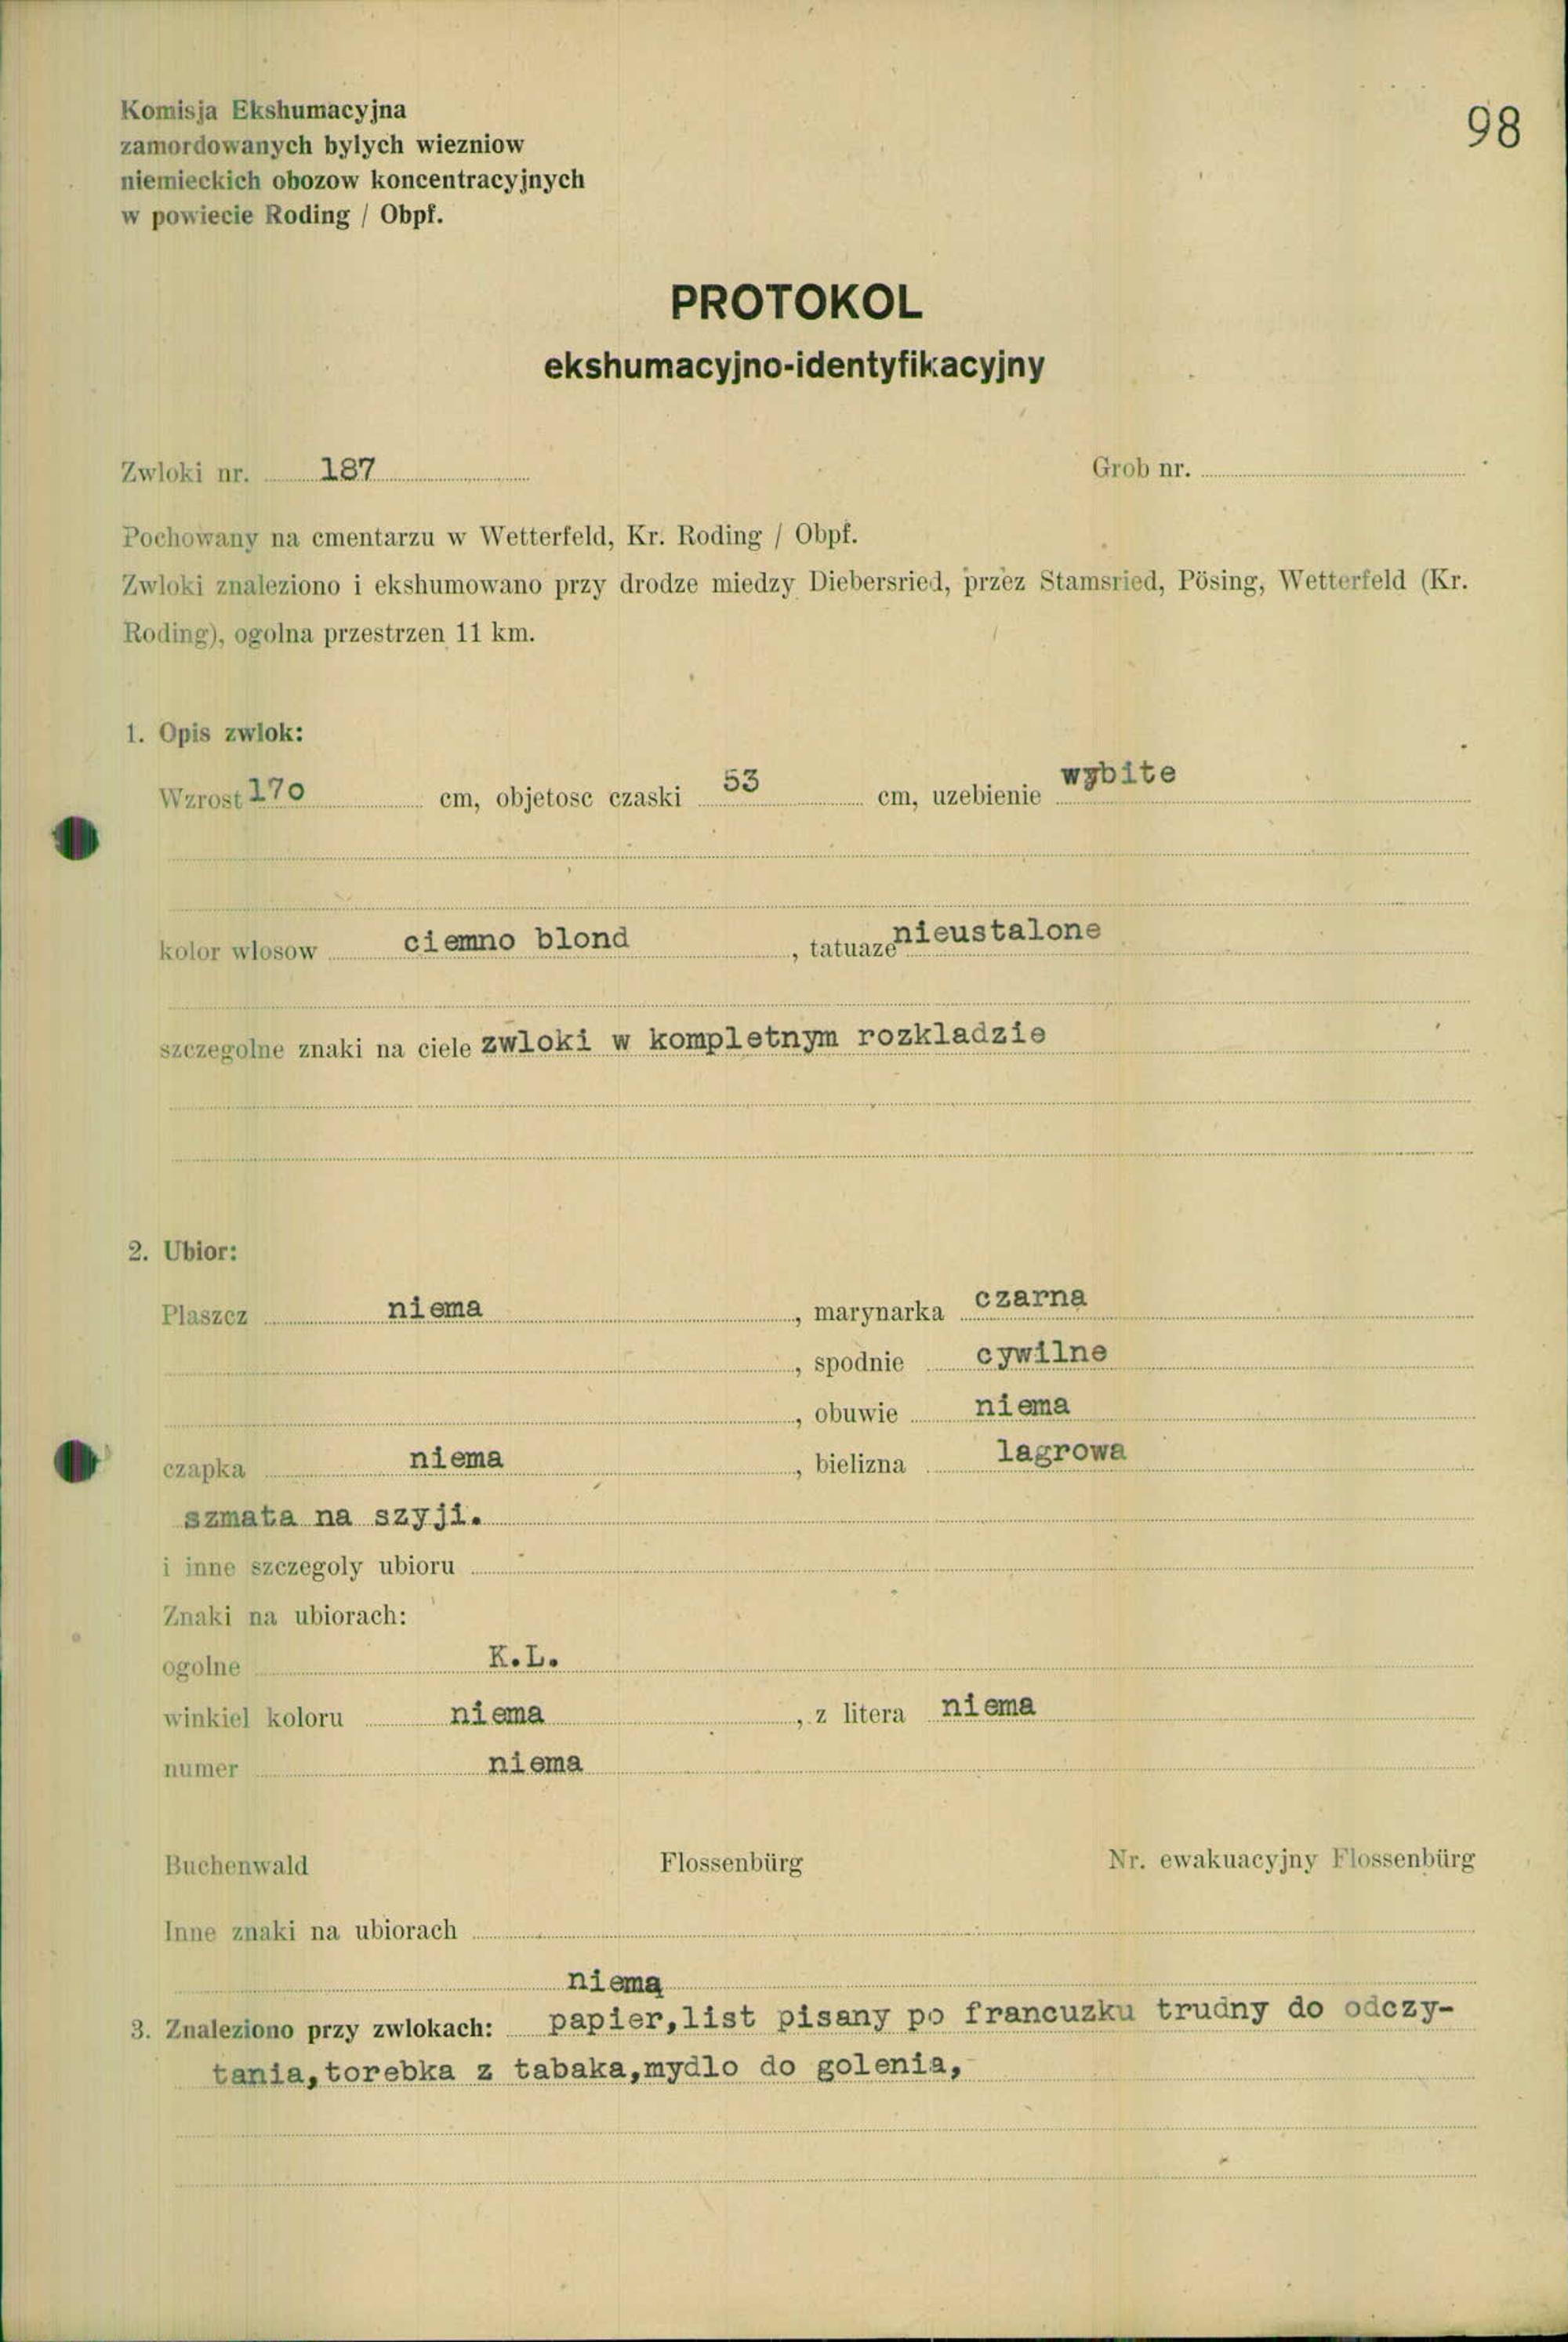 Komisja Ekshumacyjna
98
zamordowanych bylych wiezniow
niemieckich obozow koncentracyjnych
w powiecie Roding / Obpf.
PROTOKOL
ekshumacyjno-identyfikacyjny
Zwloki nr. 187 Grob nr.
Pochowany na cmentarzu w Wetterfeld, Kr. Roding / Obpf.
Zwloki znaleziono i ekshumowano przy drodze miedzy Diebersried, przez Stamsried, Pösing, Wetterfeld (Kr.
Roding), ogolna przestrzen 11 km.
1. Opis zwlok:
Wzrost 170 cm, objetosc czaski 53 cm, uzebienie wybite
kolor wlosow ciemno blond, tatuaze nieustalone
szczegolne znaki na ciele zwloki w kompletnym rozkladzie
2. Ubior:
Plaszcz niema, marynarka czarna
, spodnie cywilne
, obuwie niema
czapka niema, bielizna lagrowa
szmata na szyji.
i inne szczegoly ubioru
Znaki na ubiorach:
ogolne K.L.
winkiel koloru niema, z litera niema
numer niema
Buchenwald Flossenbürg Nr. ewakuacyjny Flossenbürg
Inne znaki na ubiorach
niema
3. Znaleziono przy zwlokach: papier,list pisany po francuzku trudny do odczy-
tania,torebka z tabaka,mydlo do golenia,